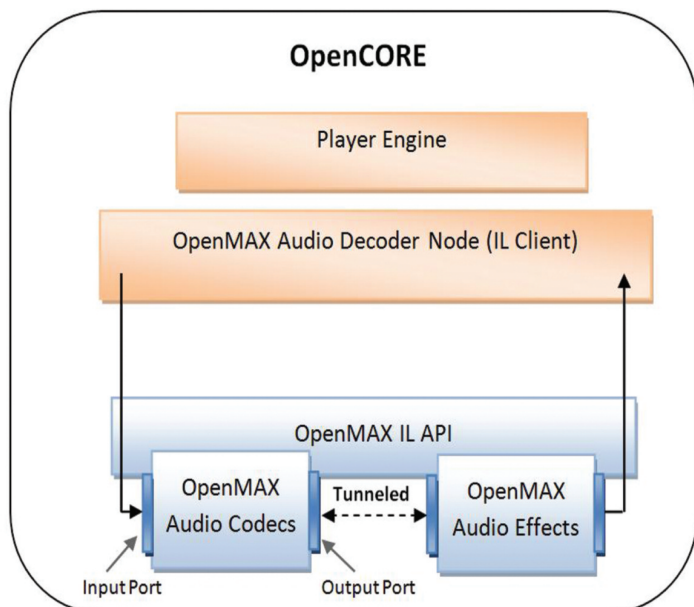 OpenCORE
Player Engine
OpenMAX Audio Decoder Node (IL Client)
OpenMAX IL API
OpenMAX
Audio Codecs
Tunneled
OpenMAX
Audio Effects
Input Port
Output Port